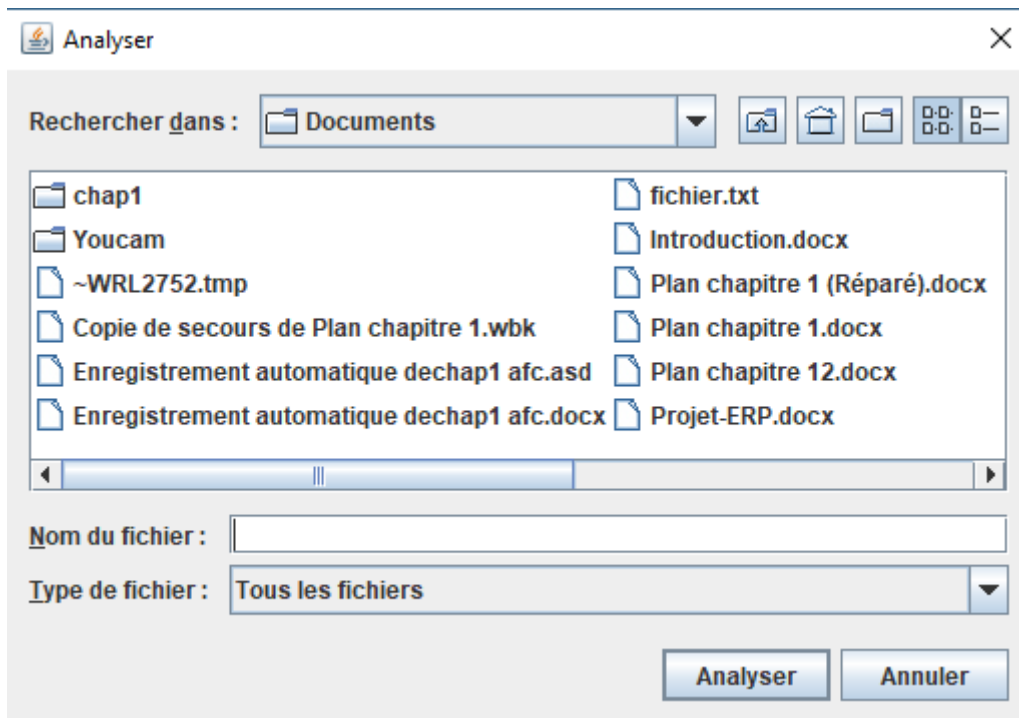 Analyser
Rechercher dans : Documents
chap1
Youcam
~WRL2752.tmp
Copie de secours de Plan chapitre 1.wbk
Enregistrement automatique dechap1 afc.asd
Enregistrement automatique dechap1 afc.docx
fichier.txt
Introduction.docx
Plan chapitre 1 (Réparé).docx
Plan chapitre 1.docx
Plan chapitre 12.docx
Projet-ERP.docx
Nom du fichier :
Type de fichier : Tous les fichiers
Analyser Annuler